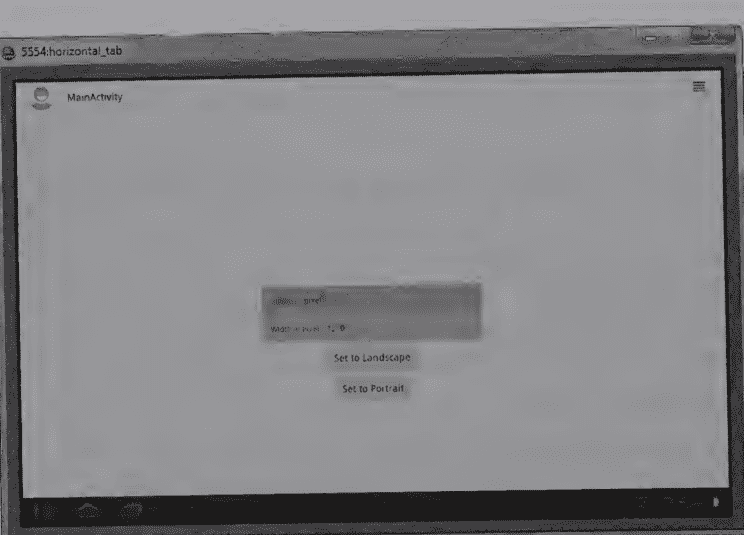 5554:horizontal_tab
MainActivity
pixel
Set to Landscape
Set to Portrait